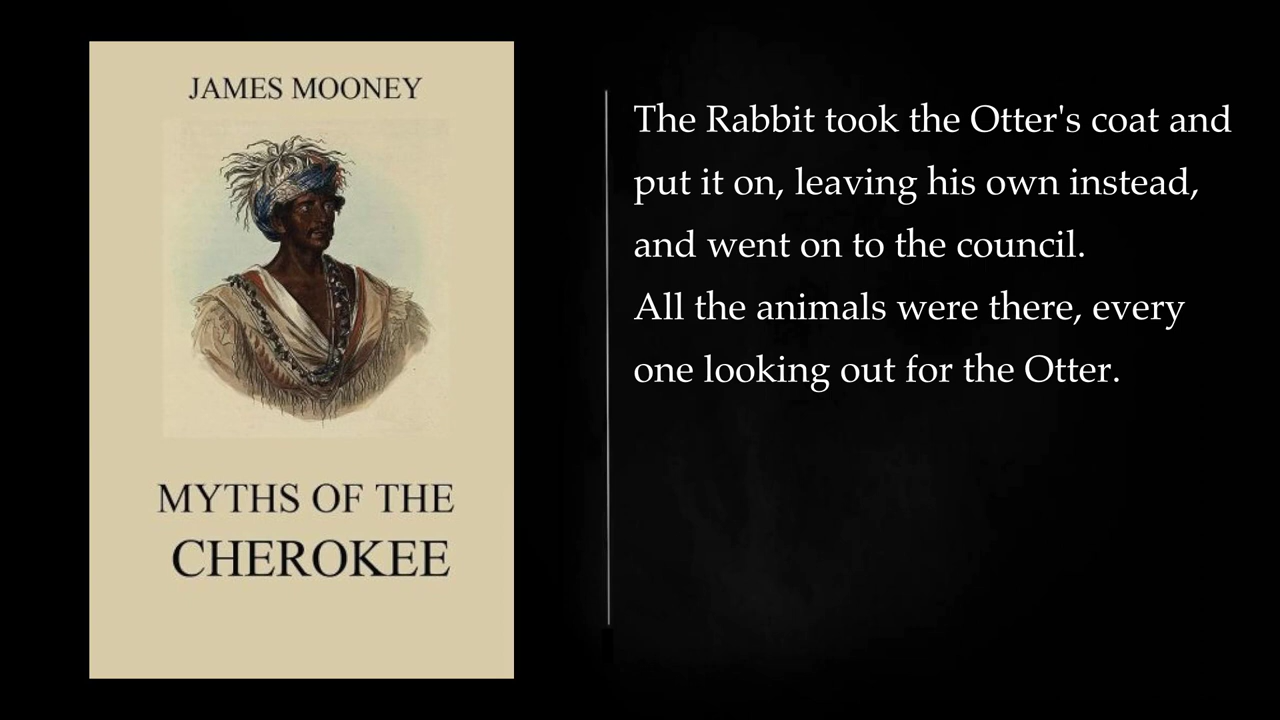 JAMES MOONEY
MYTHS OF THE
CHEROKEE
The Rabbit took the Otter's coat and
put it on, leaving his own instead,
and went on to the council.
All the animals were there, every
one looking out for the Otter.